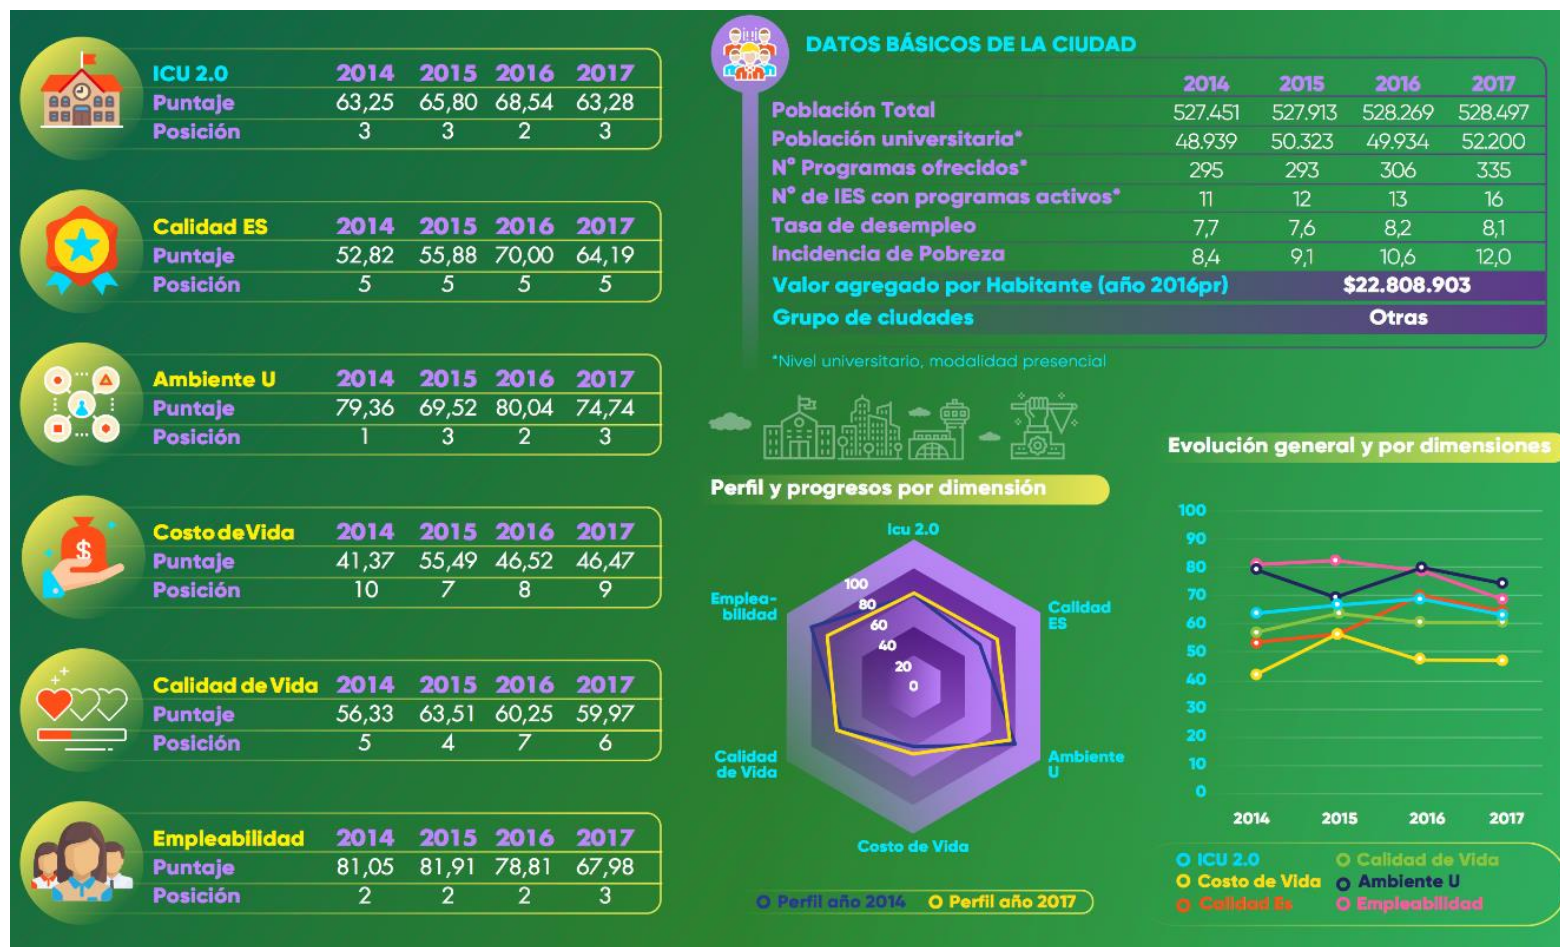 ICU 2.0 2014 2015 2016 2017
Puntaje 63,25 65,80 68,54 63,28
Posición 3 3 2 3
Calidad ES 2014 2015 2016 2017
Puntaje 52,82 55,88 70,00 64,19
Posición 5 5 5 5
Ambiente U 2014 2015 2016 2017
Puntaje 79,36 69,52 80,04 74,74
Posición 1 3 2 3
Costo de Vida 2014 2015 2016 2017
Puntaje 41,37 55,49 46,52 46,47
Posición 10 7 8 9
Calidad de Vida 2014 2015 2016 2017
Puntaje 56,33 63,51 60,25 59,97
Posición 5 4 7 6
Empleabilidad 2014 2015 2016 2017
Puntaje 81,05 81,91 78,81 67,98
Posición 2 2 2 3
DATOS BÁSICOS DE LA CIUDAD
2014 2015 2016 2017
Población Total 527.451 527.913 528.269 528.497
Población universitaria* 48.939 50.323 49.934 52.200
N° Programas ofrecidos* 295 293 306 335
N° de IES con programas activos* 11 12 13 16
Tasa de desempleo 7,7 7,6 8,2 8,1
Incidencia de Pobreza 8,4 9,1 10,6 12,0
Valor agregado por Habitante (año 2016pr) $22.808.903
Grupo de ciudades Otras
*Nivel universitario, modalidad presencial
Perfil y progresos por dimensión
Icu 2.0
100
80
60
40
20
0
Emplea-
bilidad
Calidad
ES
Calidad
de Vida
Ambiente
U
Costo de Vida
Perfil año 2014 Perfil año 2017
Evolución general y por dimensiones
100
90
80
70
60
50
40
30
20
10
0
2014 2015 2016 2017
ICU 2.0 Calidad de Vida
Costo de Vida Ambiente U
Calidad Es Empleabilidad